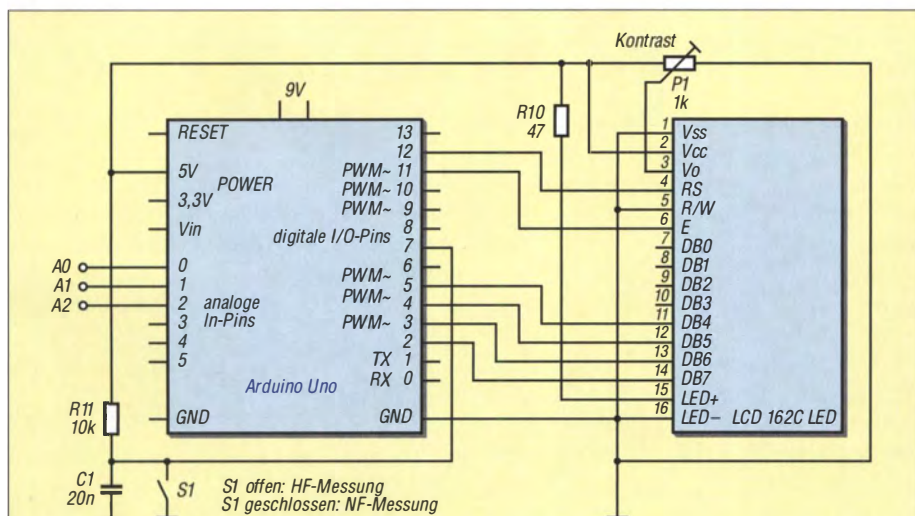 Kontrast
P1
1k
9V
R10
47
RESET
5V
POWER
3,3V
Vin
A0
A1
A2
0
1
2
3
4
5
analoge
In-Pins
digitale I/O-Pins
13
12
PWM~ 11
PWM~ 10
PWM~ 9
8
7
6
PWM~
5
PWM~
4
PWM~ 3
2
TX 1
RX 0
Arduino Uno
GND
GND
1 Vss
2 Vcc
3 Vo
4 RS
5 R/W
6 E
7 DB0
8 DB1
9 DB2
10 DB3
11 DB4
12 DB5
13 DB6
14 DB7
15 LED+
16 LED–
LCD 162C LED
R11
10k
C1
20n
S1
S1 offen: HF-Messung
S1 geschlossen: NF-Messung